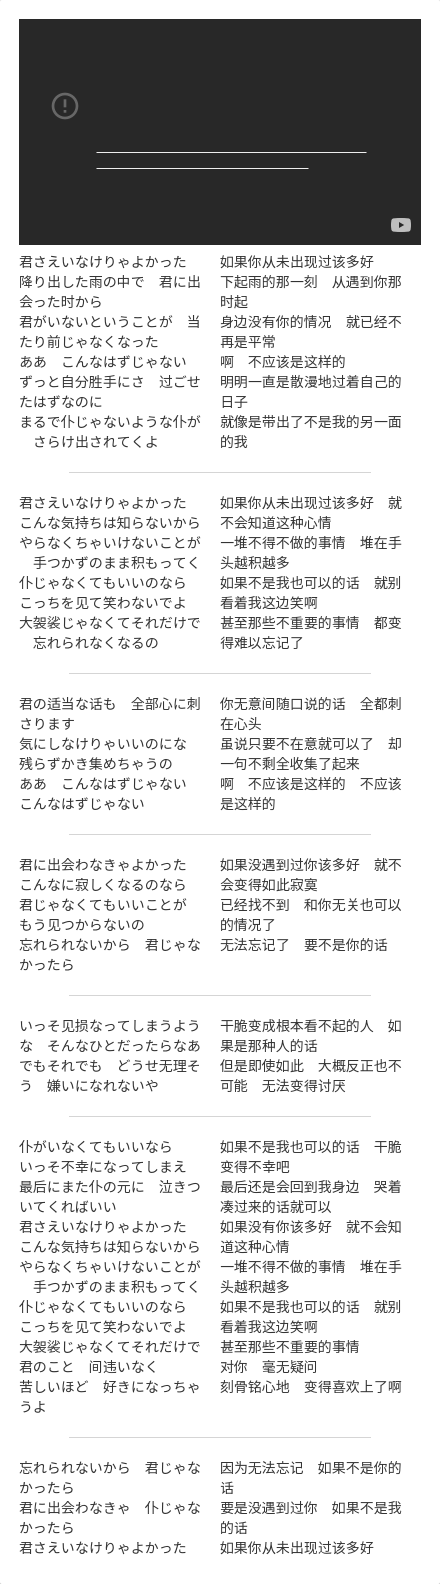 君さえいなけりゃよかった
降り出した雨の中で　君に出
会った時から
君がいないということが　当
たり前じゃなくなった
ああ　こんなはずじゃない
ずっと自分勝手にさ　過ごせ
たはずなのに
まるで仆じゃないような仆が
　さらけ出されてくよ
如果你从未出现过该多好
下起雨的那一刻　从遇到你那
时起
身边没有你的情况　就已经不
再是平常
啊　不应该是这样的
明明一直是散漫地过着自己的
日子
就像是带出了不是我的另一面
的我
君さえいなけりゃよかった
こんな気持ちは知らないから
やらなくちゃいけないことが
　手つかずのまま积もってく
仆じゃなくてもいいのなら
こっちを见て笑わないでよ
大袈裟じゃなくてそれだけで
　忘れられなくなるの
如果你从未出现过该多好　就
不会知道这种心情
一堆不得不做的事情　堆在手
头越积越多
如果不是我也可以的话　就别
看着我这边笑啊
甚至那些不重要的事情　都变
得难以忘记了
君の适当な话も　全部心に刺
さります
気にしなけりゃいいのにな
残らずかき集めちゃうの
ああ　こんなはずじゃない
こんなはずじゃない
你无意间随口说的话　全都刺
在心头
虽说只要不在意就可以了　却
一句不剩全收集了起来
啊　不应该是这样的　不应该
是这样的
君に出会わなきゃよかった
こんなに寂しくなるのなら
君じゃなくてもいいことが
もう见つからないの
忘れられないから　君じゃな
かったら
如果没遇到过你该多好　就不
会变得如此寂寞
已经找不到　和你无关也可以
的情况了
无法忘记了　要不是你的话
いっそ见损なってしまうよう
な　そんなひとだったらなあ
でもそれでも　どうせ无理そ
う　嫌いになれないや
干脆变成根本看不起的人　如
果是那种人的话
但是即使如此　大概反正也不
可能　无法变得讨厌
仆がいなくてもいいなら
いっそ不幸になってしまえ
最后にまた仆の元に　泣きつ
いてくればいい
君さえいなけりゃよかった
こんな気持ちは知らないから
やらなくちゃいけないことが
　手つかずのまま积もってく
仆じゃなくてもいいのなら
こっちを见て笑わないでよ
大袈裟じゃなくてそれだけで
君のこと　间违いなく
苦しいほど　好きになっちゃ
うよ
如果不是我也可以的话　干脆
变得不幸吧
最后还是会回到我身边　哭着
凑过来的话就可以
如果没有你该多好　就不会知
道这种心情
一堆不得不做的事情　堆在手
头越积越多
如果不是我也可以的话　就别
看着我这边笑啊
甚至那些不重要的事情
对你　毫无疑问
刻骨铭心地　变得喜欢上了啊
忘れられないから　君じゃな
かったら
君に出会わなきゃ　仆じゃな
かったら
君さえいなけりゃよかった
因为无法忘记　如果不是你的
话
要是没遇到过你　如果不是我
的话
如果你从未出现过该多好